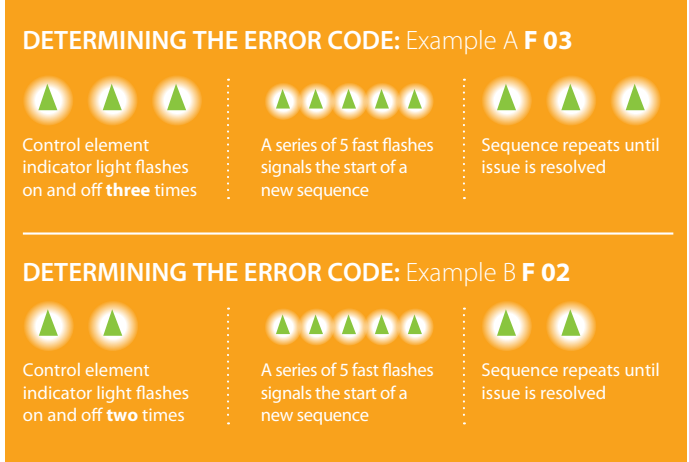 DETERMINING THE ERROR CODE: Example A F 03
Control element
indicator light flashes
on and off three times
A series of 5 fast flashes
signals the start of a
new sequence
Sequence repeats until
issue is resolved
DETERMINING THE ERROR CODE: Example B F 02
Control element
indicator light flashes
on and off two times
A series of 5 fast flashes
signals the start of a
new sequence
Sequence repeats until
issue is resolved